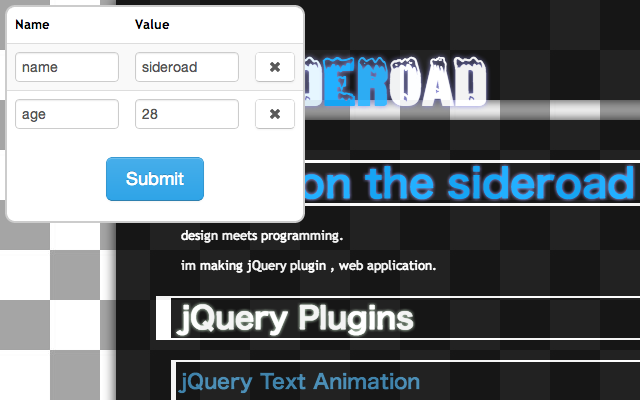 Name Value
name sideroad ✖
age 28 ✖
Submit
DEROAD
on the sideroad
design meets programming.
im making jQuery plugin , web application.
jQuery Plugins
jQuery Text Animation